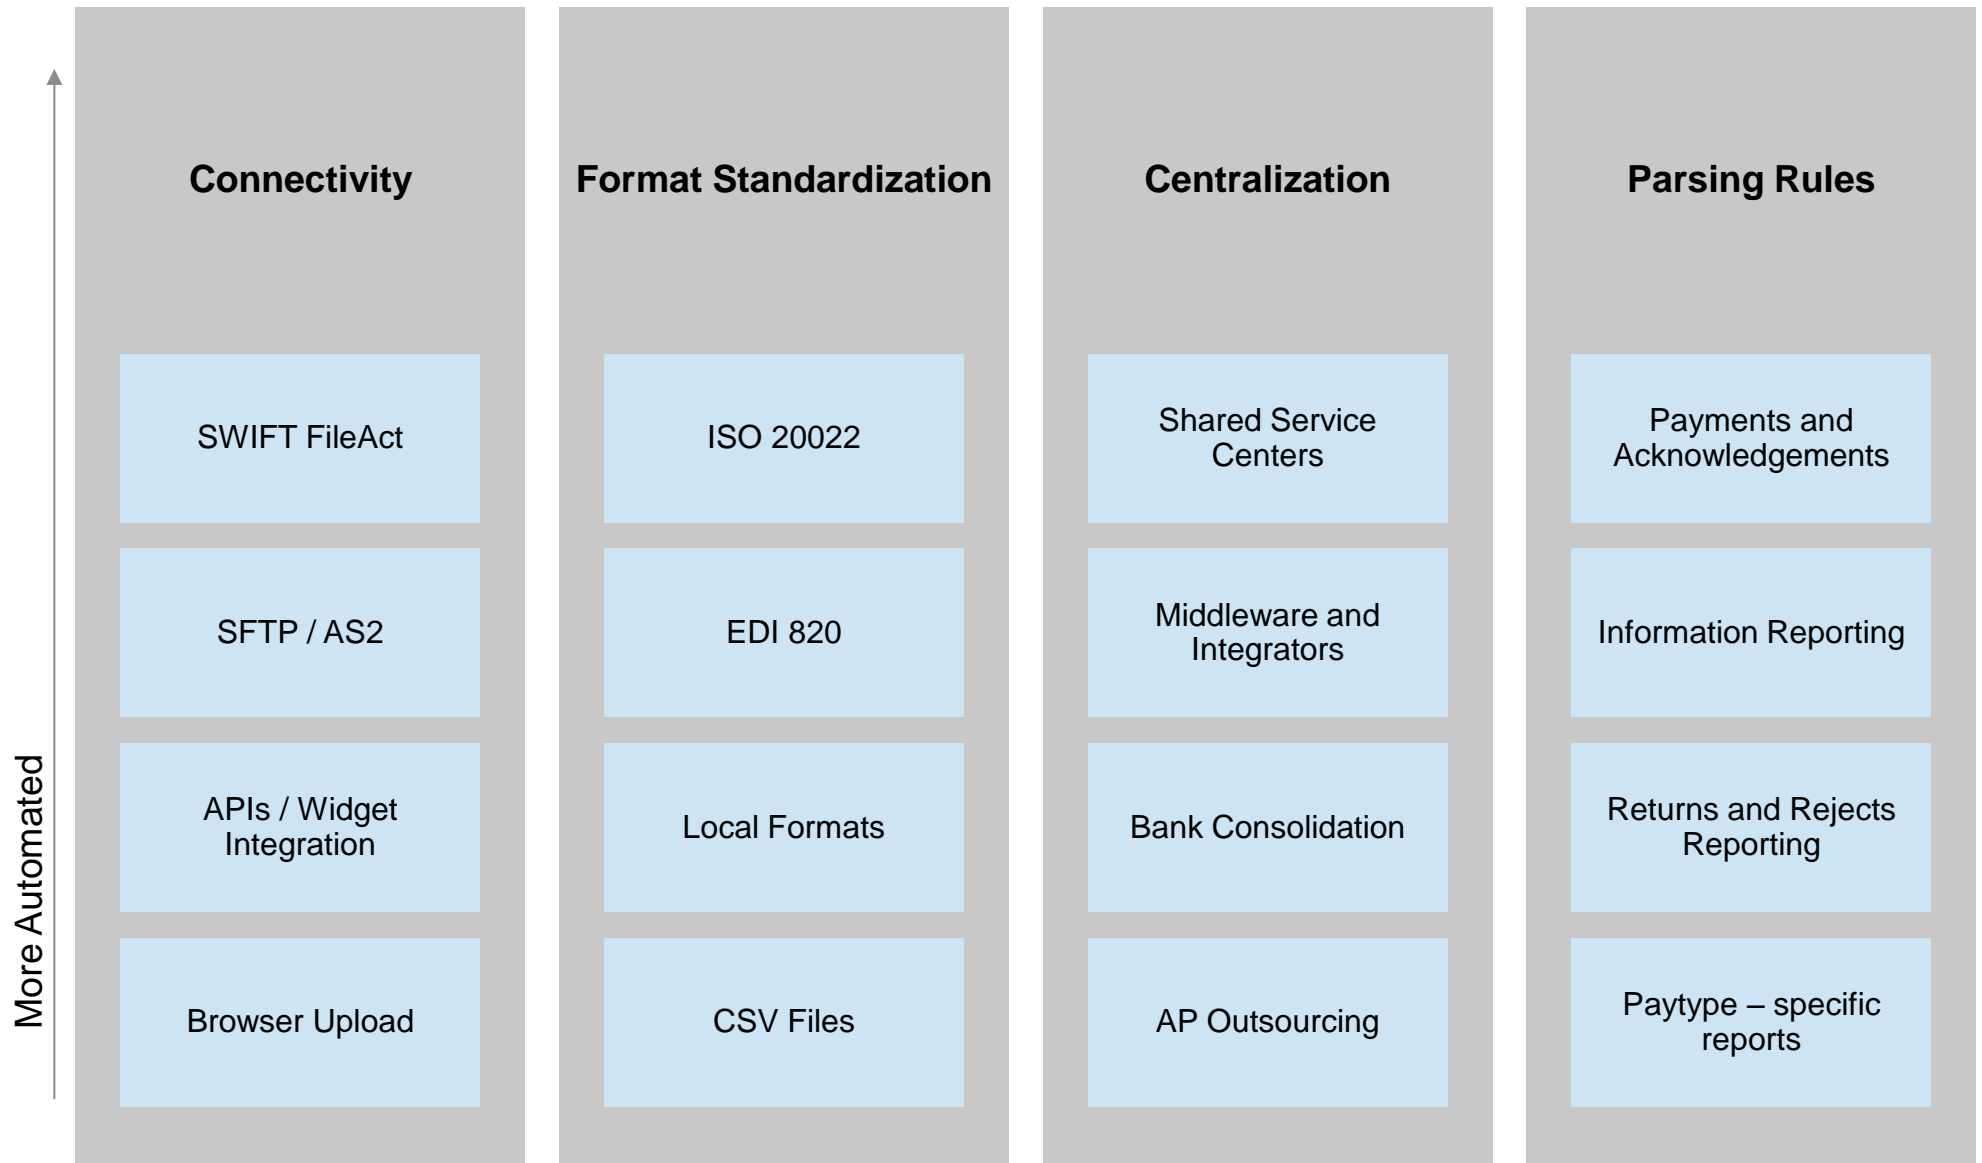 More Automated
Connectivity
SWIFT FileAct
SFTP / AS2
APIs / Widget
Integration
Browser Upload
Format Standardization
ISO 20022
EDI 820
Local Formats
CSV Files
Centralization
Shared Service
Centers
Middleware and
Integrators
Bank Consolidation
AP Outsourcing
Parsing Rules
Payments and
Acknowledgements
Information Reporting
Returns and Rejects
Reporting
Paytype – specific
reports